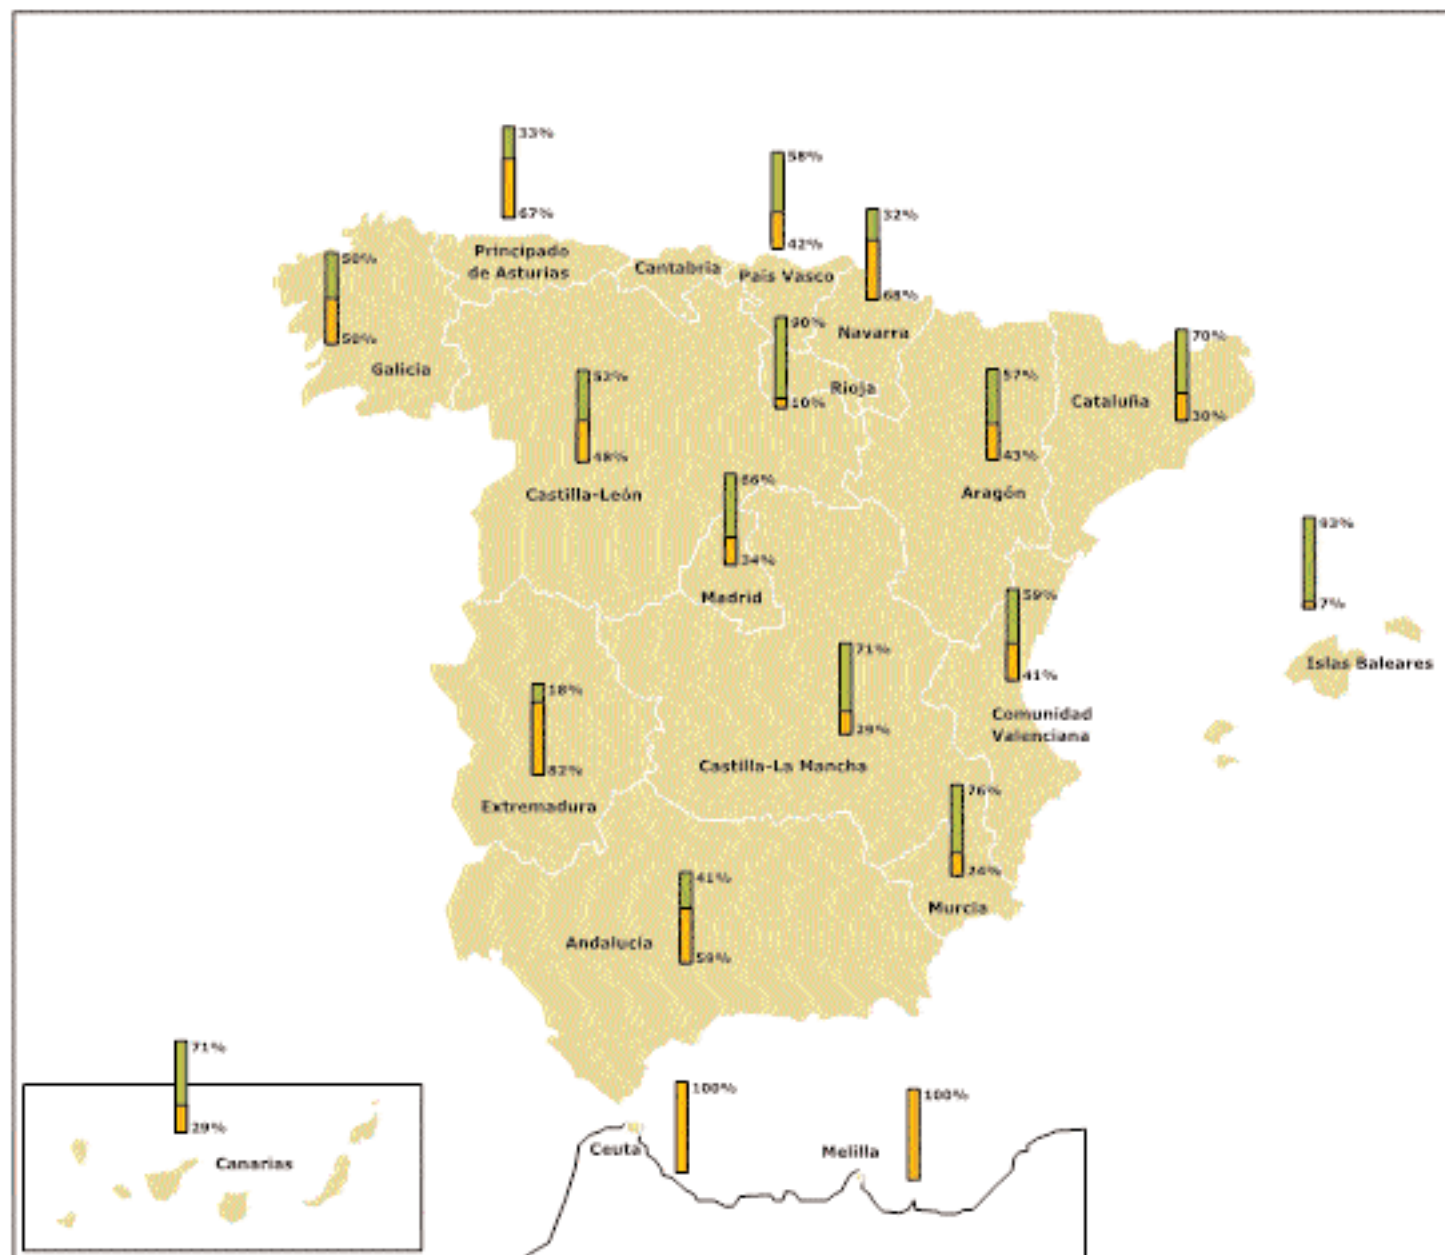 33%
67%
58%
42%
32%
68%
Principado
de Asturias
Cantabria
País Vasco
Navarra
50%
50%
Galicia
90%
10%
Rioja
52%
48%
Castilla-León
57%
43%
Aragón
70%
30%
Cataluña
66%
34%
Madrid
93%
7%
Islas Baleares
59%
41%
Comunidad
Valenciana
71%
29%
Castilla-La Mancha
18%
82%
Extremadura
76%
24%
Murcia
41%
59%
Andalucía
71%
29%
Canarias
100%
Ceuta
100%
Melilla